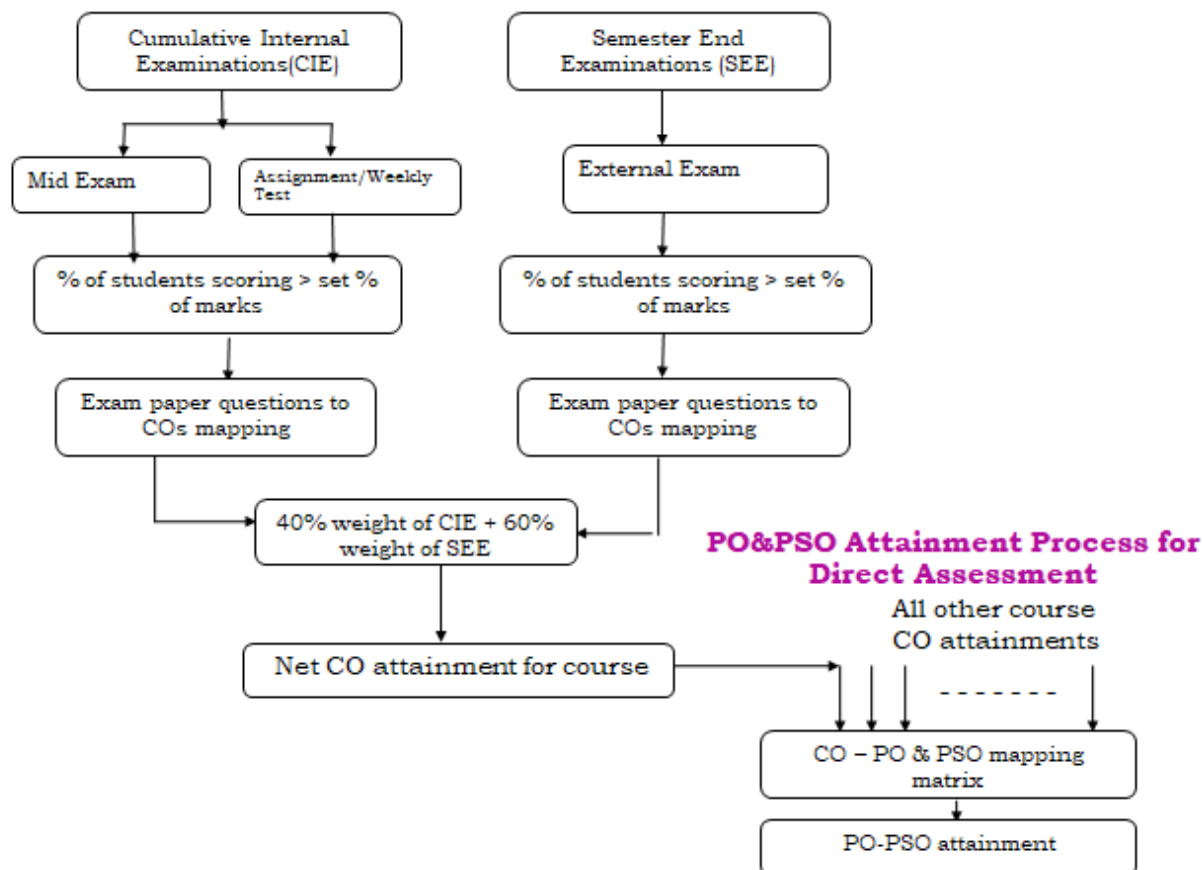 Cumulative Internal
Examinations(CIE)
Semester End
Examinations (SEE)
Mid Exam
Assignment/Weekly
Test
External Exam
% of students scoring > set %
of marks
% of students scoring > set %
of marks
Exam paper questions to
COs mapping
Exam paper questions to
COs mapping
40% weight of CIE + 60%
weight of SEE
PO&PSO Attainment Process for
Direct Assessment
All other course
CO attainments
Net CO attainment for course
- - - - - - -
CO – PO & PSO mapping
matrix
PO-PSO attainment